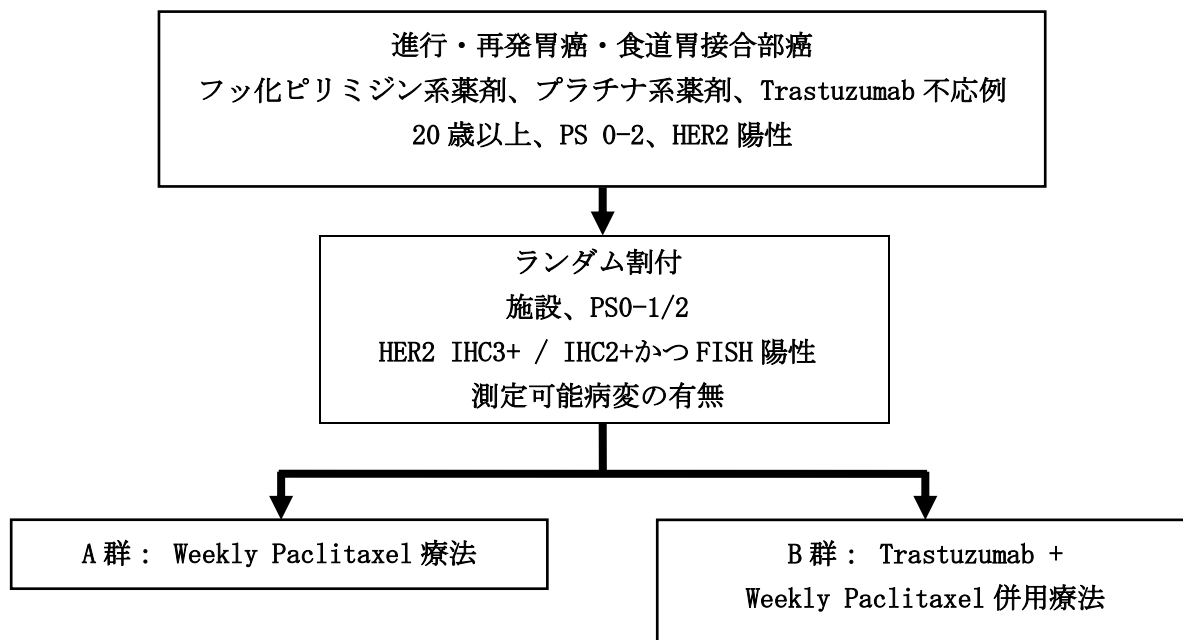 進行・再発胃癌・食道胃接合部癌
フッ化ピリミジン系薬剤、プラチナ系薬剤、Trastuzumab 不応例
20 歳以上、PS 0-2、HER2 陽性
ランダム割付
施設、PS0-1/2
HER2 IHC3+ / IHC2+かつ FISH 陽性
測定可能病変の有無
A 群： Weekly Paclitaxel 療法
B 群： Trastuzumab +
Weekly Paclitaxel 併用療法